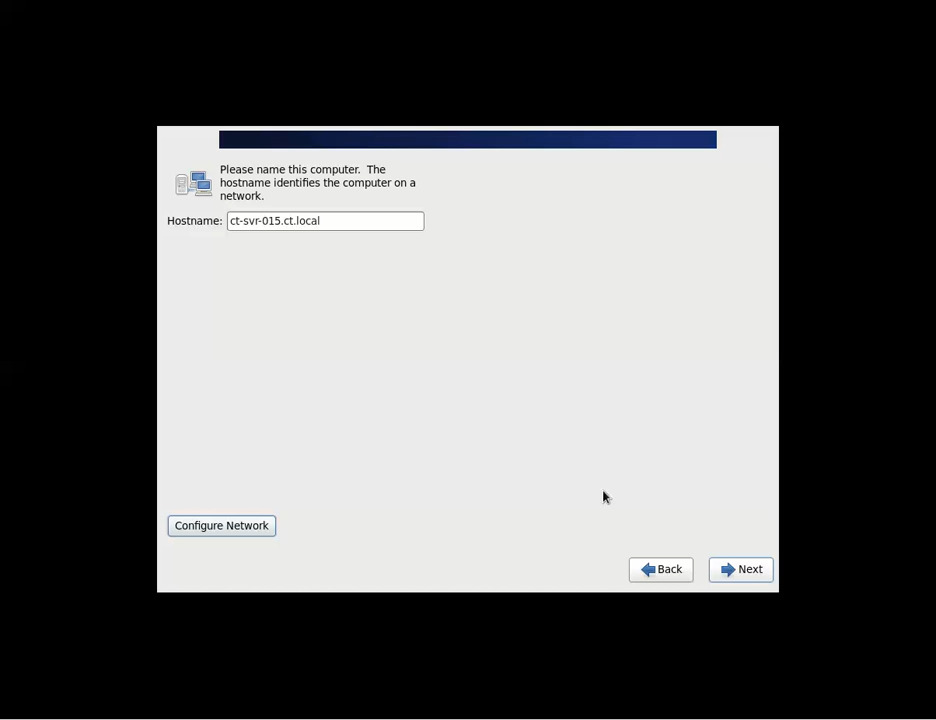 Please name this computer.  The
hostname identifies the computer on a
network.
Hostname: ct-svr-015.ct.local
Configure Network
Back Next